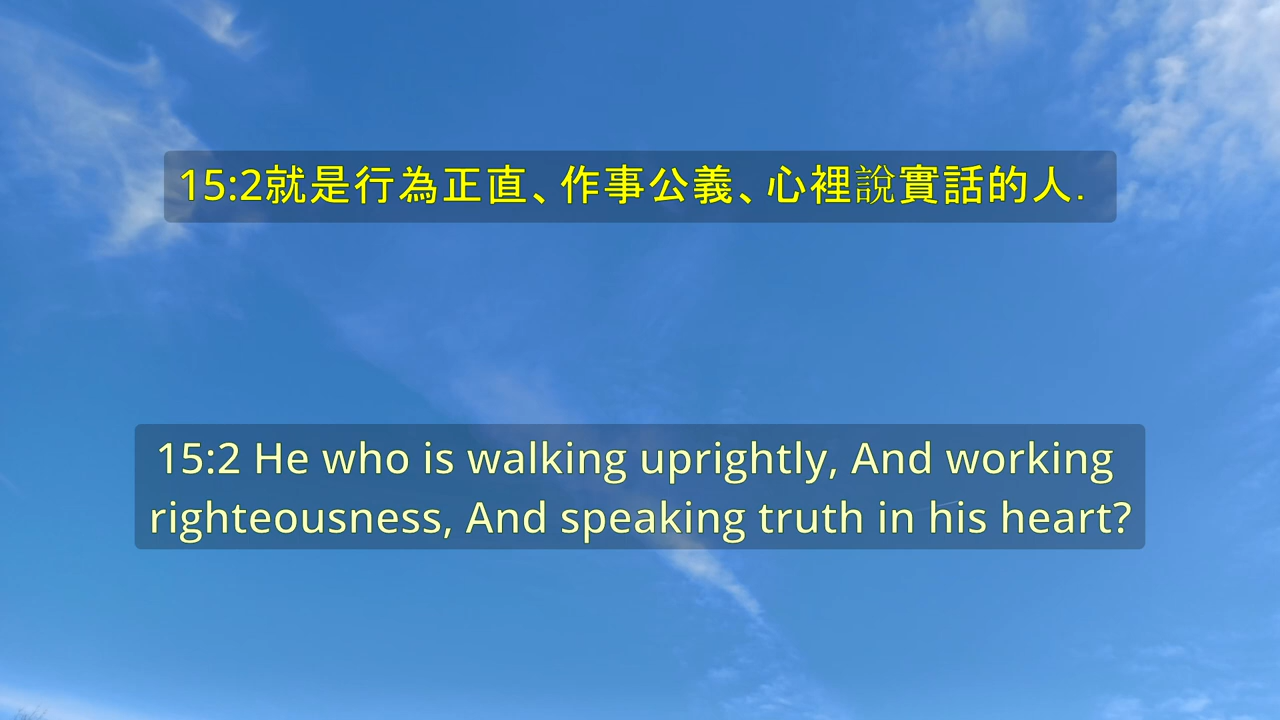 15:2就是行為正直、作事公義、心裡說實話的人.
15:2 He who is walking uprightly, And working
righteousness, And speaking truth in his heart?